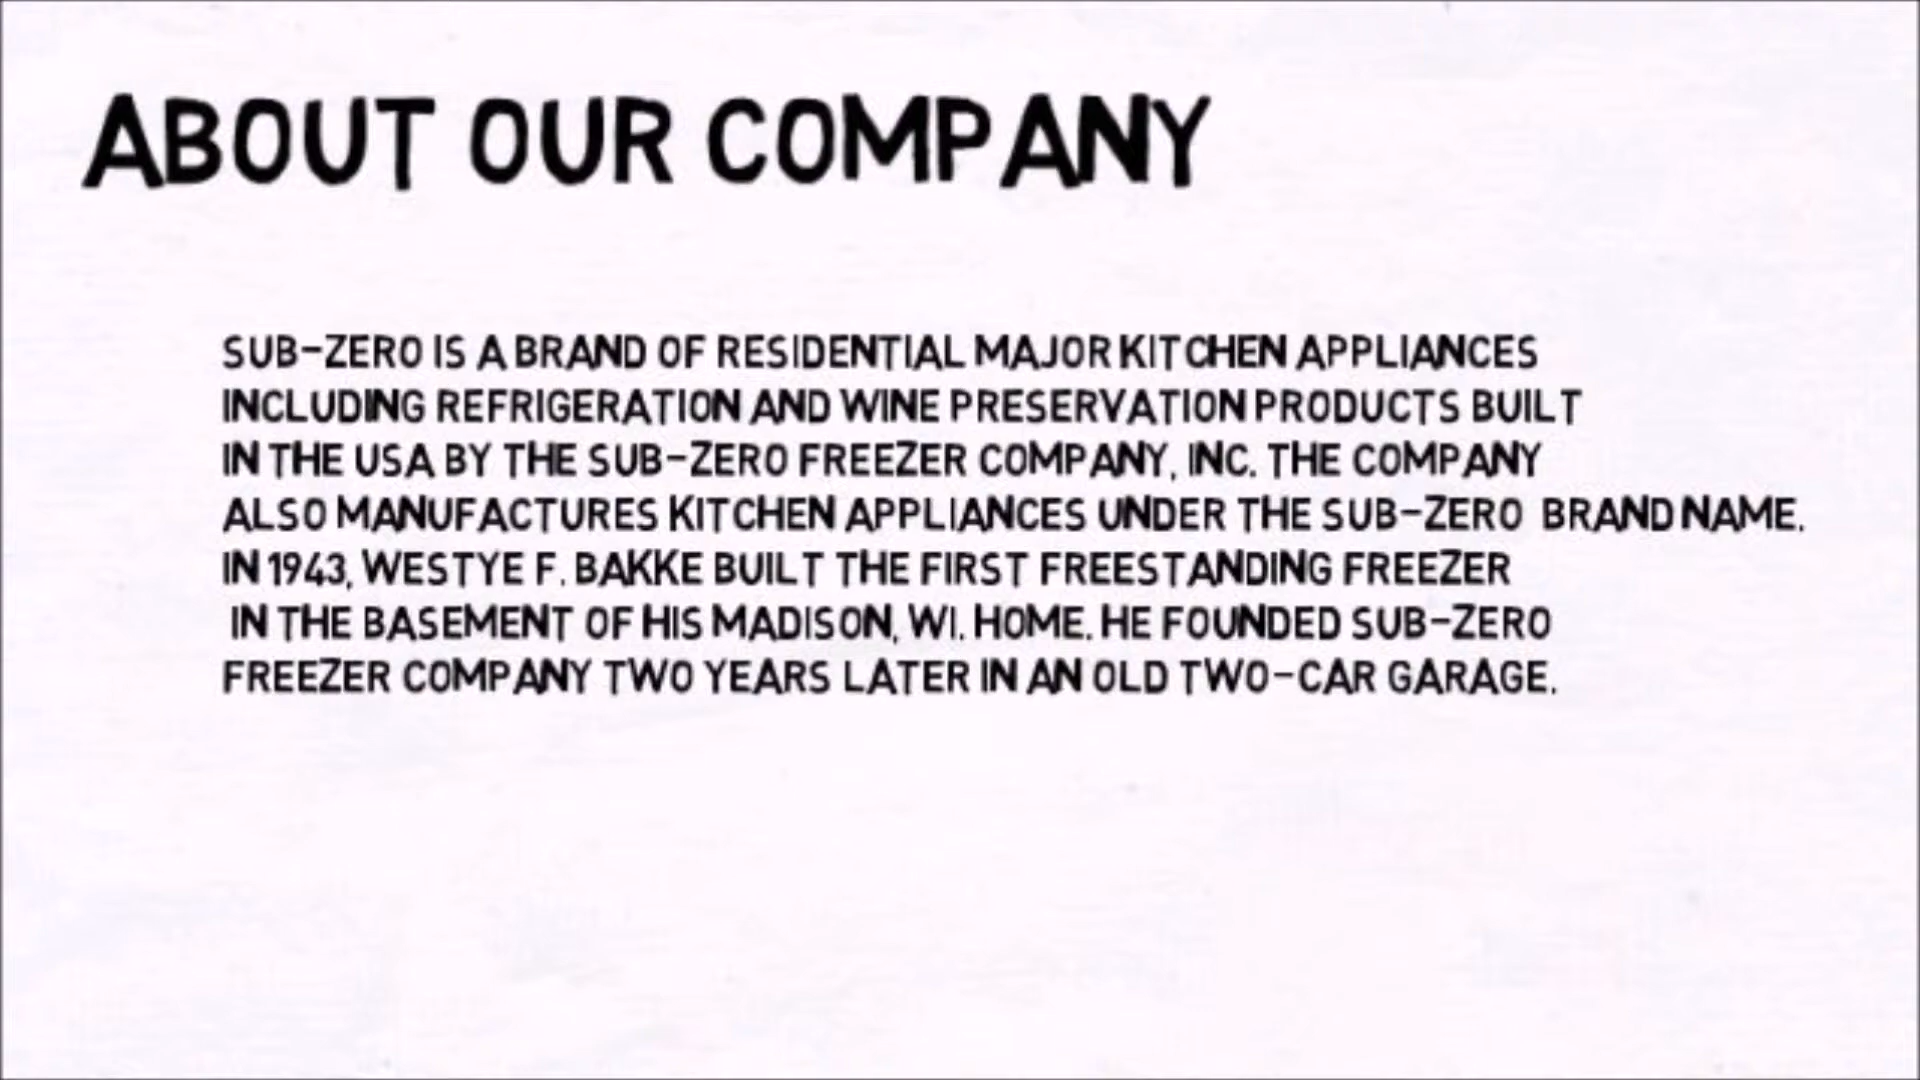 ABOUT OUR COMPANY
SUB-ZERO IS A BRAND OF RESIDENTIAL MAJOR KITCHEN APPLIANCES
INCLUDING REFRIGERATION AND WINE PRESERVATION PRODUCTS BUILT
IN THE USA BY THE SUB-ZERO FREEZER COMPANY, INC. THE COMPANY
ALSO MANUFACTURES KITCHEN APPLIANCES UNDER THE SUB-ZERO BRAND NAME.
IN 1943, WESTYE F. BAKKE BUILT THE FIRST FREESTANDING FREEZER
IN THE BASEMENT OF HIS MADISON, WI. HOME. HE FOUNDED SUB-ZERO
FREEZER COMPANY TWO YEARS LATER IN AN OLD TWO-CAR GARAGE.